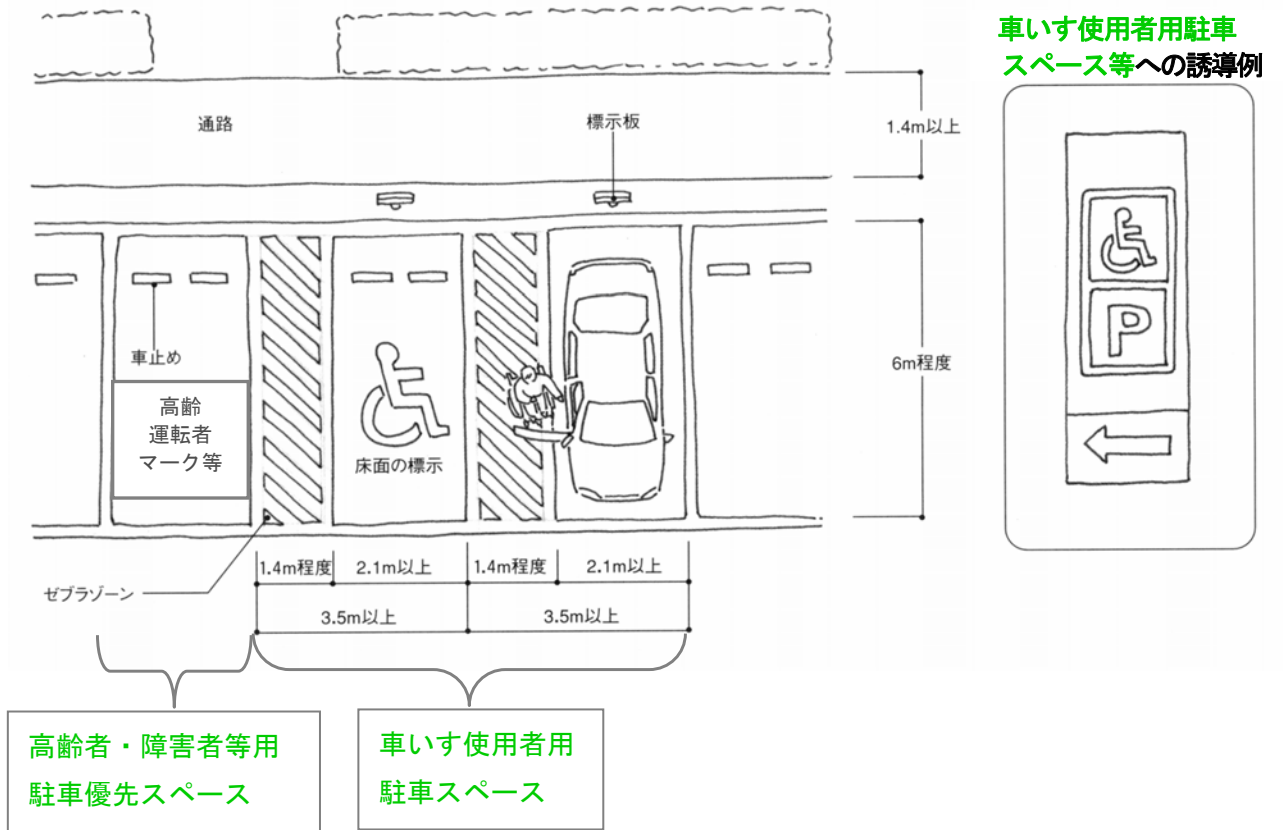 車いす使用者用駐車
スペース等への誘導例
通路
標示板
1.4m以上
6m程度
車止め
高齢
運転者
マーク等
床面の標示
P
ゼブラゾーン
1.4m程度
2.1m以上
1.4m程度
2.1m以上
3.5m以上
3.5m以上
高齢者・障害者等用
駐車優先スペース
車いす使用者用
駐車スペース